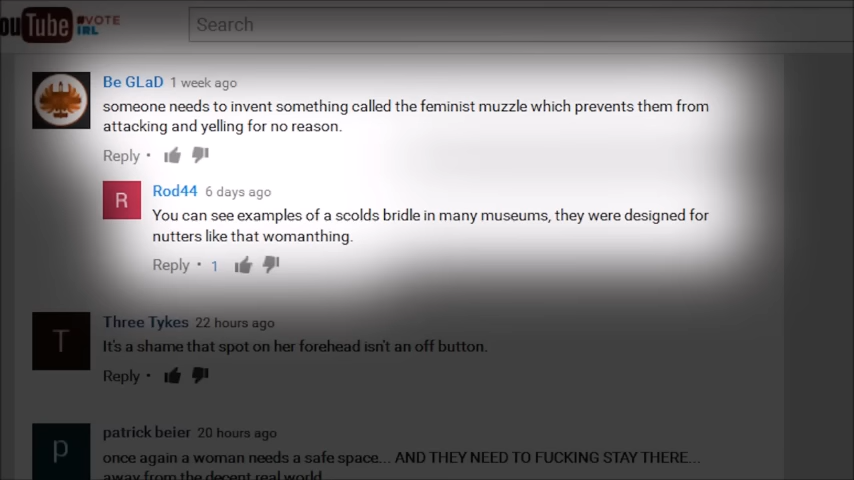 ouTube #VOTE
IRL
Search
Be GLaD 1 week ago
someone needs to invent something called the feminist muzzle which prevents them from
attacking and yelling for no reason.
Reply •
R
Rod44 6 days ago
You can see examples of a scolds bridle in many museums, they were designed for
nutters like that womanthing.
Reply • 1
T
Three Tykes 22 hours ago
It's a shame that spot on her forehead isn't an off button.
Reply •
p
patrick beier 20 hours ago
once again a woman needs a safe space... AND THEY NEED TO FUCKING STAY THERE...
away from the decent real world